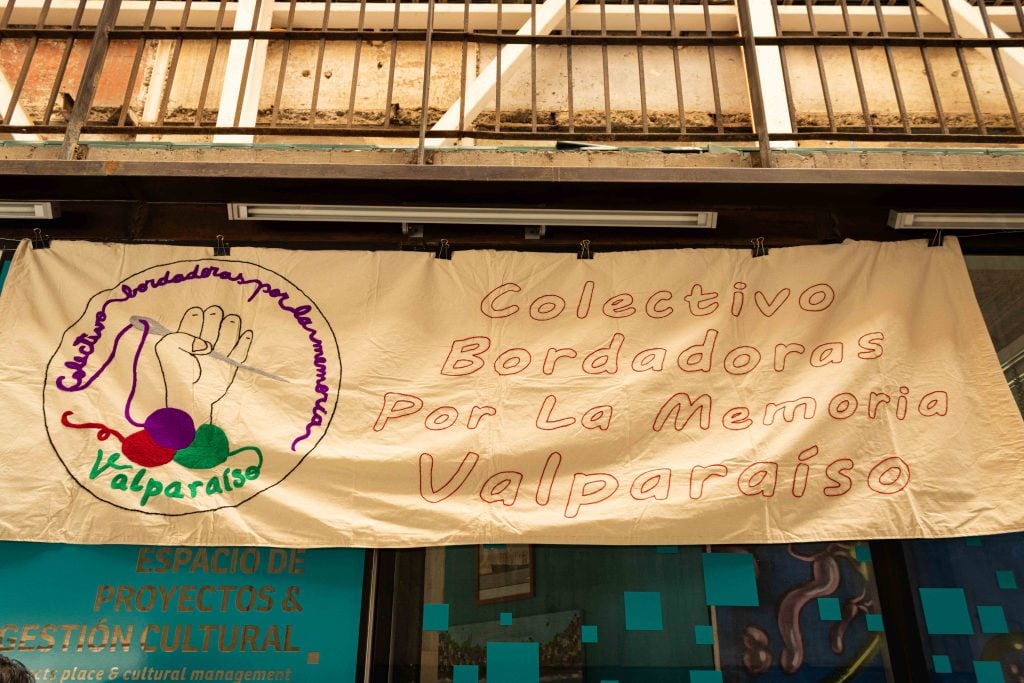 Colectivo bordadoras por la memoria
Valparaíso
Colectivo
Bordadoras
Por La Memoria
Valparaíso
ESPACIO DE
PROYECTOS &
GESTIÓN CULTURAL
place & cultural management